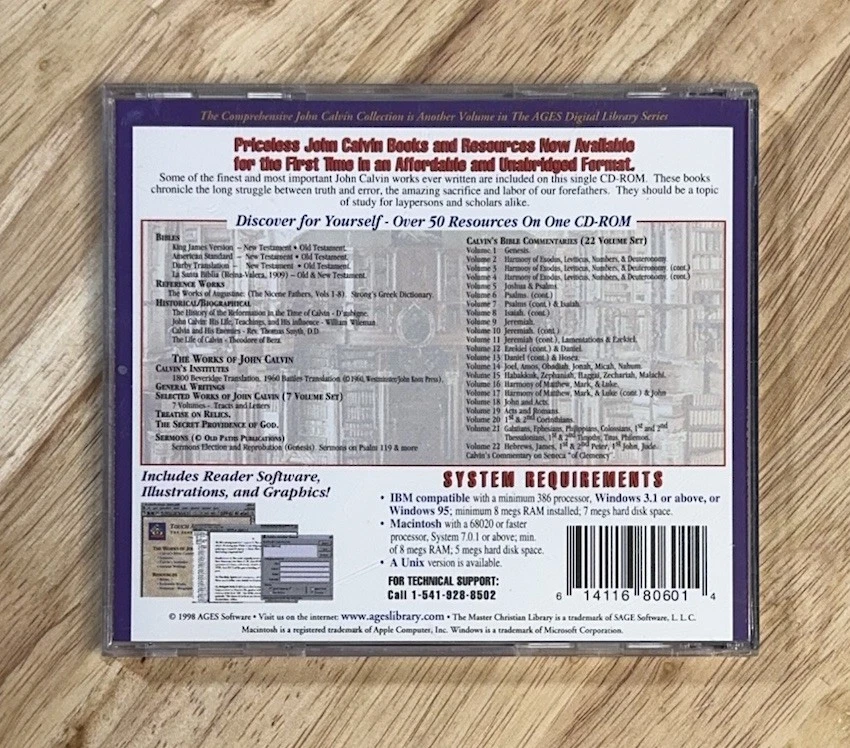 The Comprehensive John Calvin Collection is Another Volume in The AGES Digital Library Series
Priceless John Calvin Books and Resources Now Available
for the First Time in an Affordable and Unabridged Format.
Some of the finest and most important John Calvin works ever written are included on this single CD-ROM. These books
chronicle the long struggle between truth and error, the amazing sacrifice and labor of our forefathers. They should be a topic
of study for laypersons and scholars alike.
Discover for Yourself - Over 50 Resources On One CD-ROM
BIBLES
King James Version – New Testament • Old Testament.
American Standard – New Testament • Old Testament.
Darby Translation – New Testament • Old Testament.
La Santa Biblia (Reina-Valera, 1909) – Old & New Testament.
REFERENCE WORKS
The Works of Augustine: (The Nicene Fathers, Vols 1-8). Strong's Greek Dictionary.
HISTORICAL/BIOGRAPHICAL
The History of the Reformation in the Time of Calvin - D'aubigne.
John Calvin: His Life, Teachings, and His Influence - William Wileman.
Calvin and His Enemies - Rev. Thomas Smyth, D.D.
The Life of Calvin - Theodore of Beza
THE WORKS OF JOHN CALVIN
CALVIN'S INSTITUTES
1800 Beveridge Translation, 1960 Battles-Translation (©1960, Westminster/John Knox Press),
GENERAL WRITINGS
SELECTED WORKS OF JOHN CALVIN (7 VOLUME SET)
7 Volumes - Tracts and Letters
TREATISE ON RELICS.
THE SECRET PROVIDENCE OF GOD.
SERMONS (© OLD PATHS PUBLICATIONS)
Sermons Election and Reprobation (Genesis). Sermons on Psalm 119 & more
CALVIN'S BIBLE COMMENTARIES (22 VOLUME SET)
Volume 1 Genesis.
Volume 2 Harmony of Exodus, Leviticus, Numbers, & Deuteronomy.
Volume 3 Harmony of Exodus, Leviticus, Numbers, & Deuteronomy. (cont.)
Volume 4 Harmony of Exodus, Leviticus, Numbers, & Deuteronomy. (cont.)
Volume 5 Joshua & Psalms.
Volume 6 Psalms. (cont.)
Volume 7 Psalms (cont.) & Isaiah.
Volume 8 Isaiah. (cont.)
Volume 9 Jeremiah.
Volume 10 Jeremiah. (cont.)
Volume 11 Jeremiah (cont.), Lamentations & Ezekiel.
Volume 12 Ezekiel (cont.) & Daniel.
Volume 13 Daniel (cont.) & Hosea.
Volume 14 Joel, Amos, Obadiah, Jonah, Micah, Nahum.
Volume 15 Habakkuk, Zephaniah, Haggai, Zechariah, Malachi.
Volume 16 Harmony of Matthew, Mark, & Luke.
Volume 17 Harmony of Matthew, Mark, & Luke (cont.) & John
Volume 18 John and Acts.
Volume 19 Acts and Romans.
Volume 20 1st & 2nd Corinthians.
Volume 21 Galatians, Ephesians, Philippians, Colossians, 1st and 2nd
Thessalonians, 1st & 2nd Timothy, Titus, Philemon.
Volume 22 Hebrews, James, 1st & 2nd Peter, 1st John, Jude.
Calvin's Commentary on Seneca "of Clemency".
Includes Reader Software,
Illustrations, and Graphics!
SYSTEM REQUIREMENTS
• IBM compatible with a minimum 386 processor, Windows 3.1 or above, or
Windows 95; minimum 8 megs RAM installed; 7 megs hard disk space.
• Macintosh with a 68020 or faster
processor, System 7.0.1 or above; min.
of 8 megs RAM; 5 megs hard disk space.
• A Unix version is available.
FOR TECHNICAL SUPPORT:
Call 1-541-928-8502
6 14116 80601 4
© 1998 AGES Software • Visit us on the internet: www.ageslibrary.com • The Master Christian Library is a trademark of SAGE Software, L. L. C.
Macintosh is a registered trademark of Apple Computer, Inc. Windows is a trademark of Microsoft Corporation.